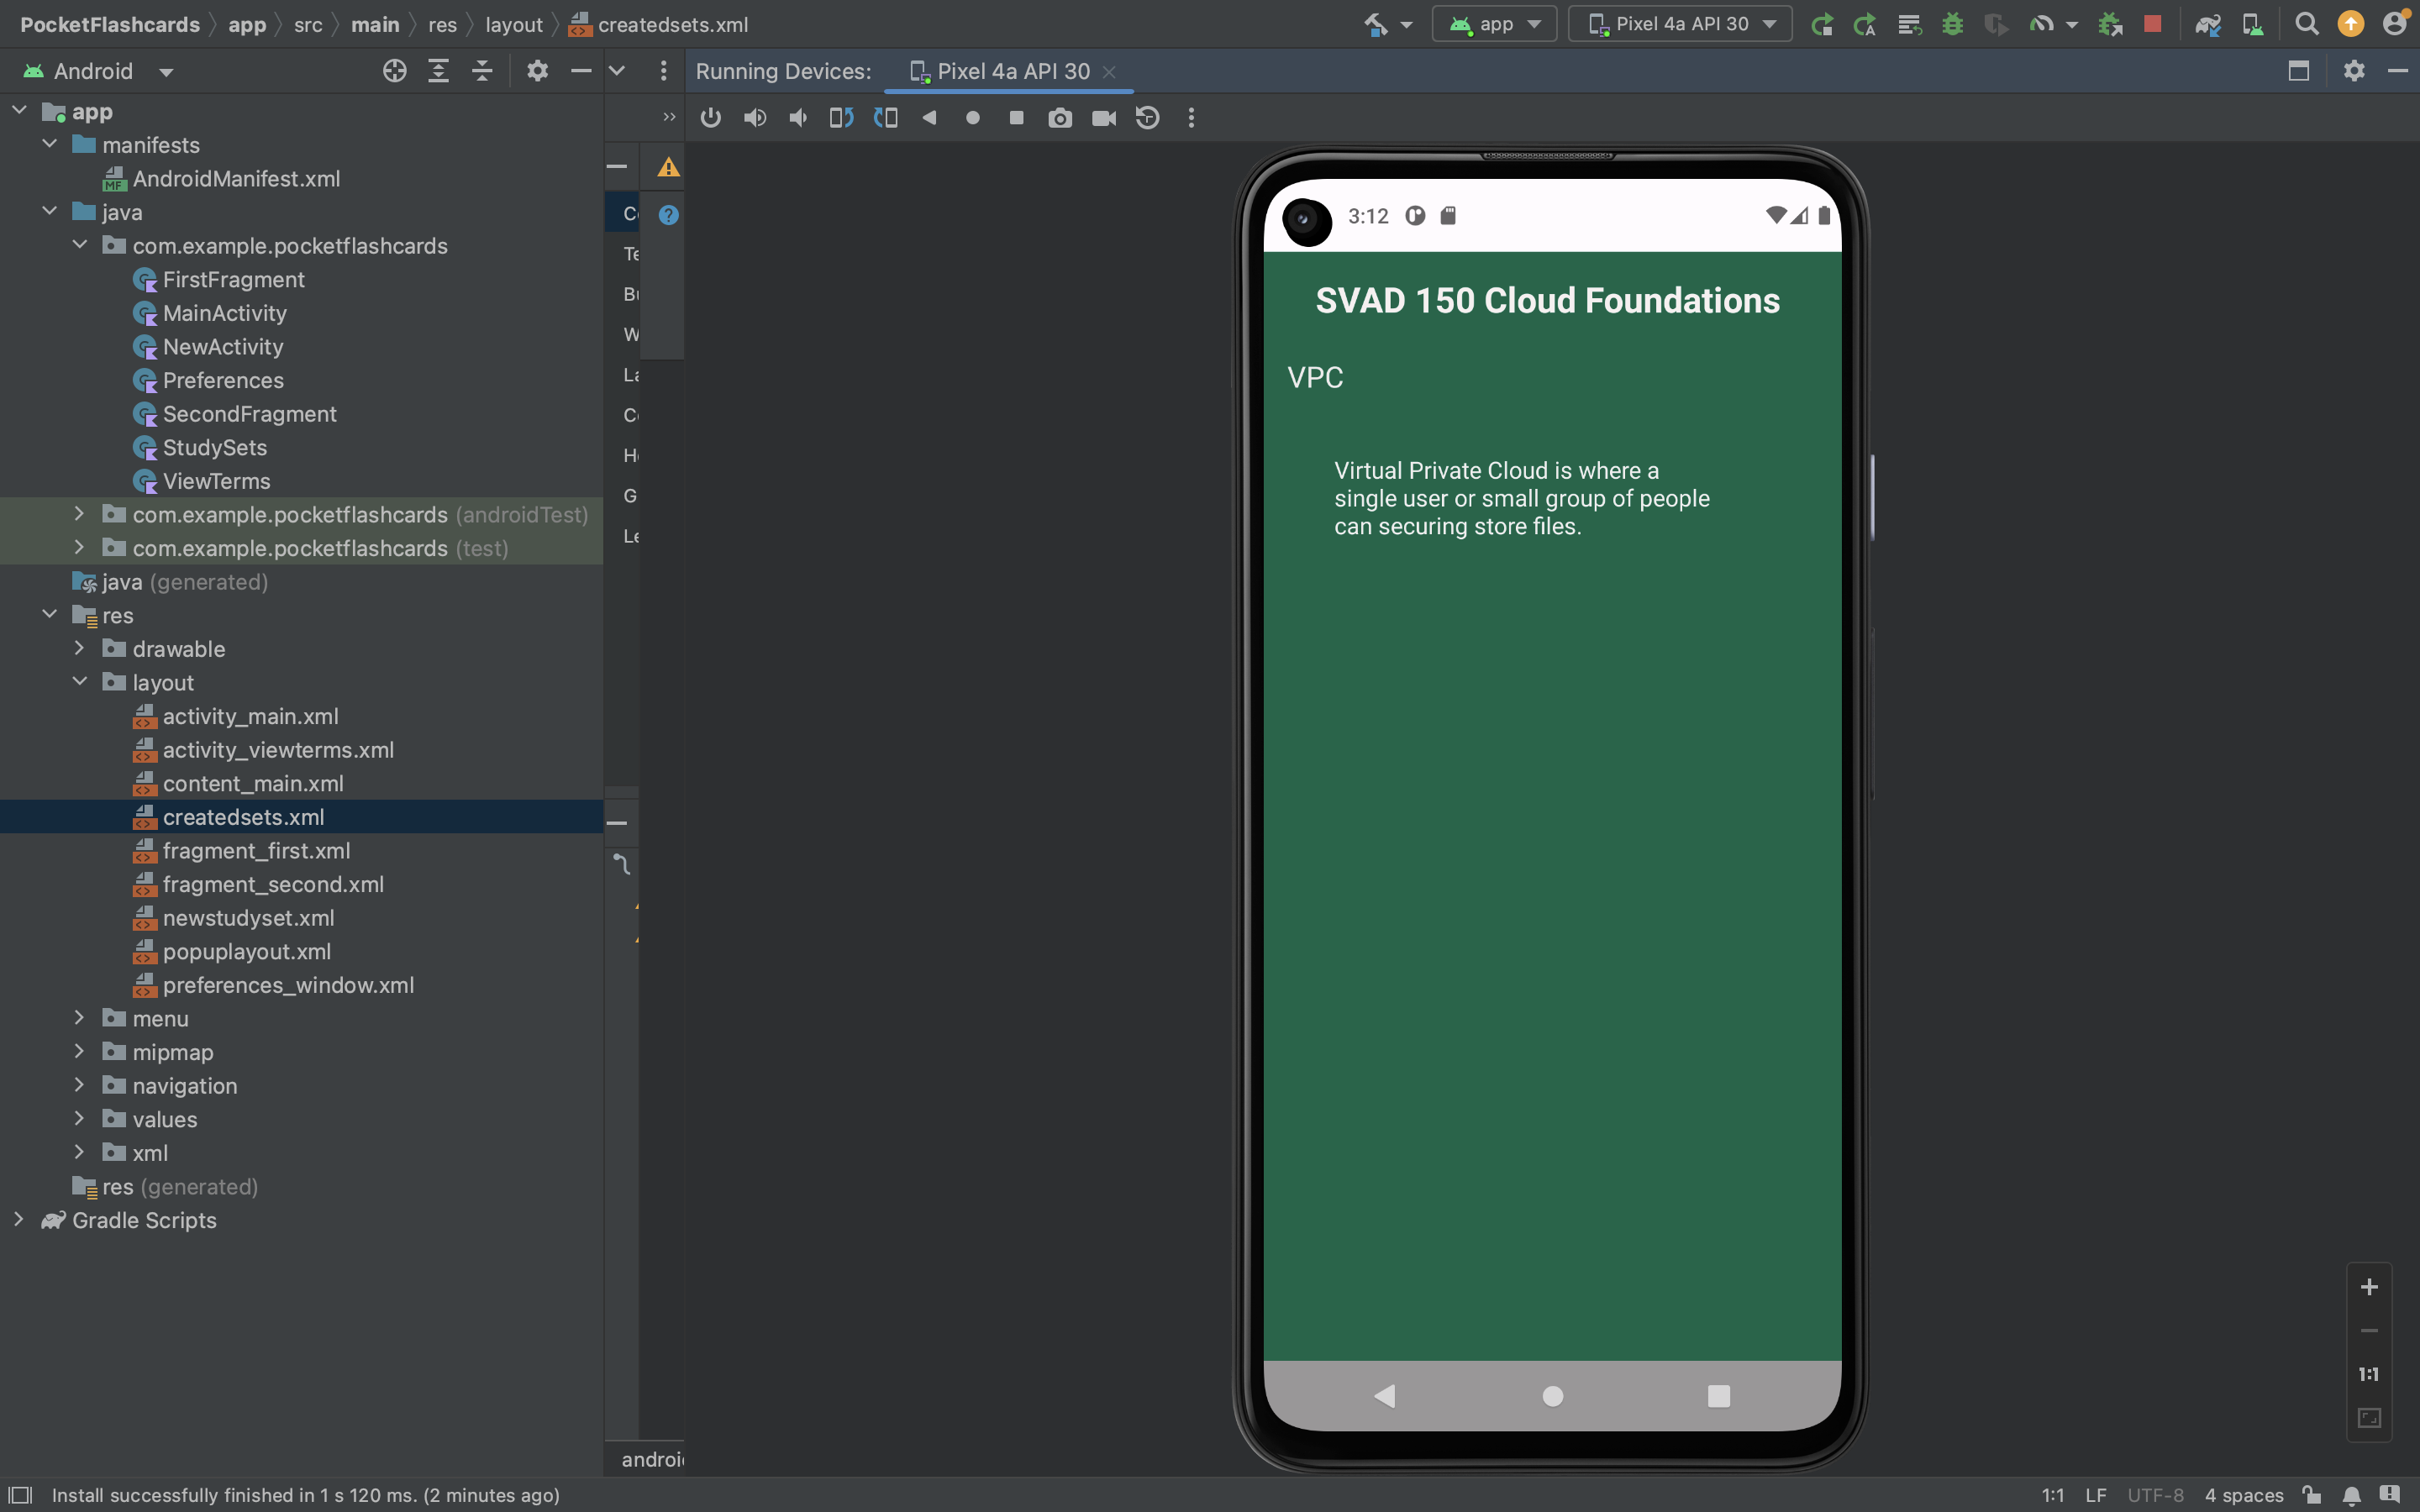 PocketFlashcards app src main res layout createdsets.xml
app Pixel 4a API 30
Android
Running Devices: Pixel 4a API 30
app
manifests
AndroidManifest.xml
java
com.example.pocketflashcards
FirstFragment
MainActivity
NewActivity
Preferences
SecondFragment
StudySets
ViewTerms
com.example.pocketflashcards (androidTest)
com.example.pocketflashcards (test)
java (generated)
res
drawable
layout
activity_main.xml
activity_viewterms.xml
content_main.xml
createdsets.xml
fragment_first.xml
fragment_second.xml
newstudyset.xml
popuplayout.xml
preferences_window.xml
menu
mipmap
navigation
values
xml
res (generated)
Gradle Scripts
3:12
SVAD 150 Cloud Foundations
VPC
Virtual Private Cloud is where a
single user or small group of people
can securing store files.
1:1
Install successfully finished in 1 s 120 ms. (2 minutes ago)
1:1 LF UTF-8 4 spaces